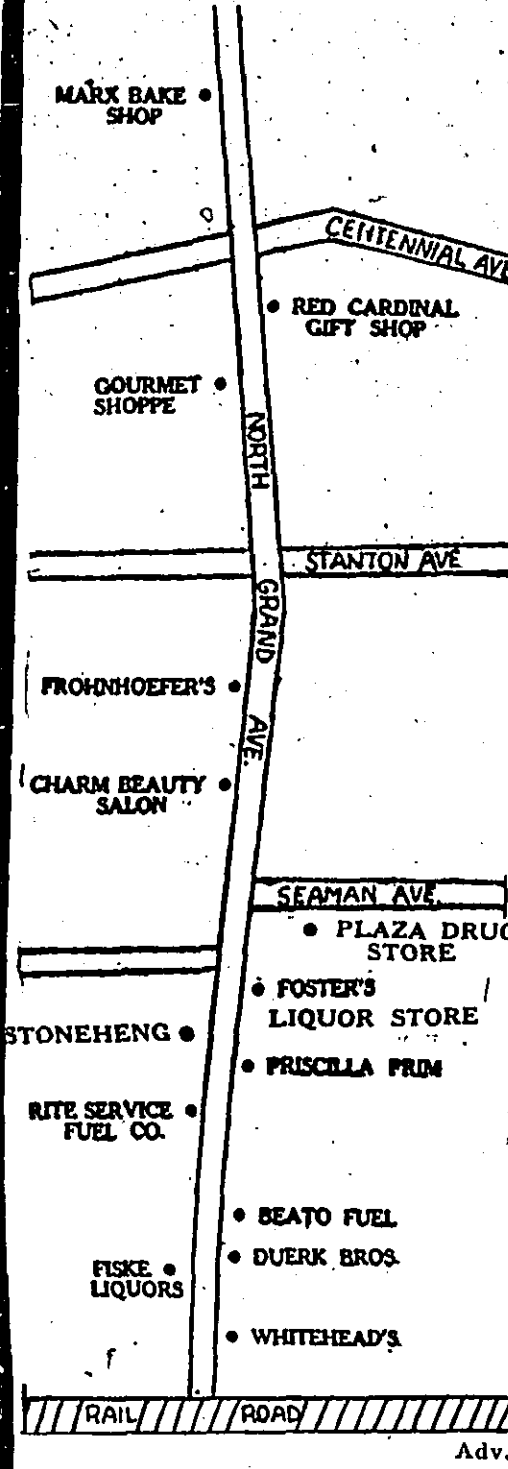 MARX BAKE
SHOP
CENTENNIAL AVE
RED CARDINAL
GIFT SHOP
GOURMET
SHOPPE
NORTH
STANTON AVE
GRAND
FROHNHOEFER'S
AVE.
CHARM BEAUTY
SALON
SEAMAN AVE.
PLAZA DRUG
STORE
FOSTER'S
LIQUOR STORE
STONEHENG
PRISCILLA PRIM
RITE SERVICE
FUEL CO.
BEATO FUEL
DUERK BROS.
FISKE
LIQUORS
WHITEHEAD'S
RAIL ROAD
Adv.